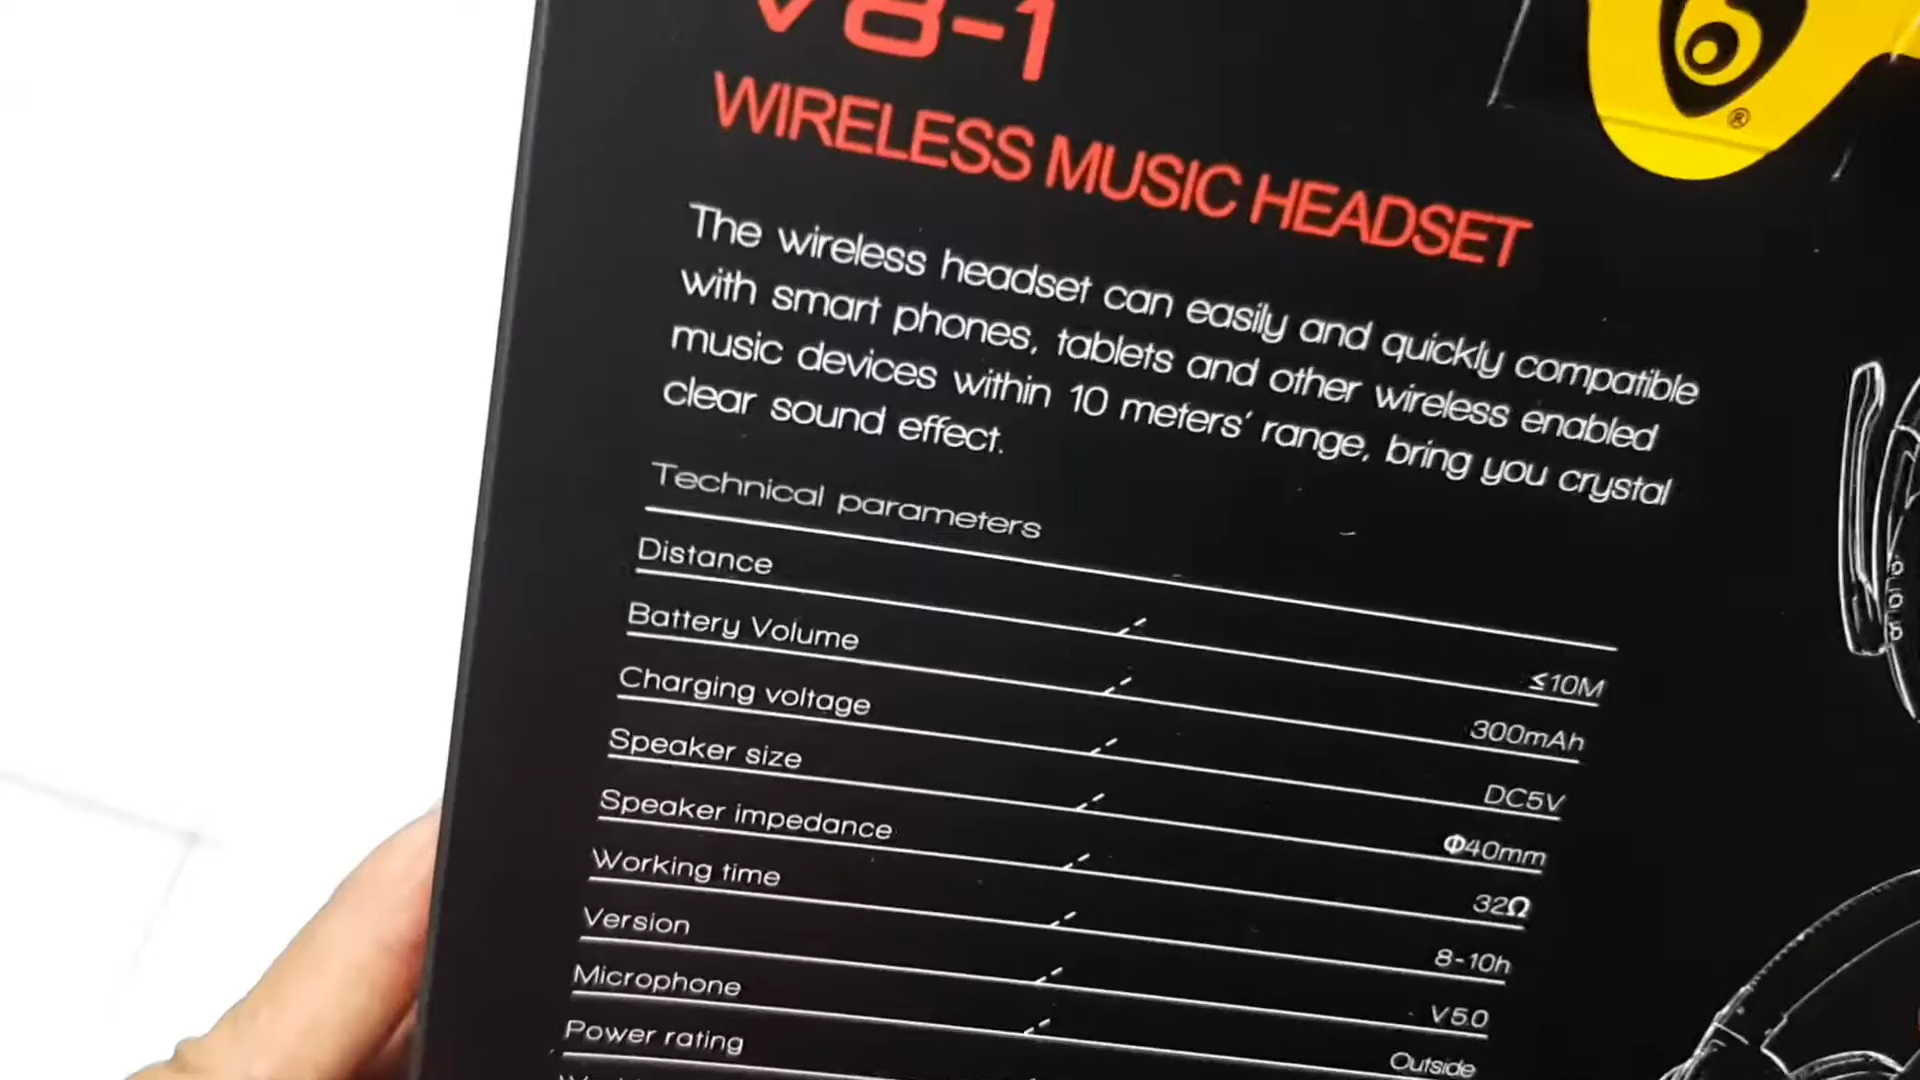 V8-1
WIRELESS MUSIC HEADSET
The wireless headset can easily and quickly compatible
with smart phones, tablets and other wireless enabled
music devices within 10 meters' range, bring you crystal
clear sound effect.
Technical parameters
Distance ≤10M
Battery Volume 300mAh
Charging voltage DC5V
Speaker size Φ40mm
Speaker impedance 32Ω
Working time 8-10h
Version V5.0
Microphone Outside
Power rating
®